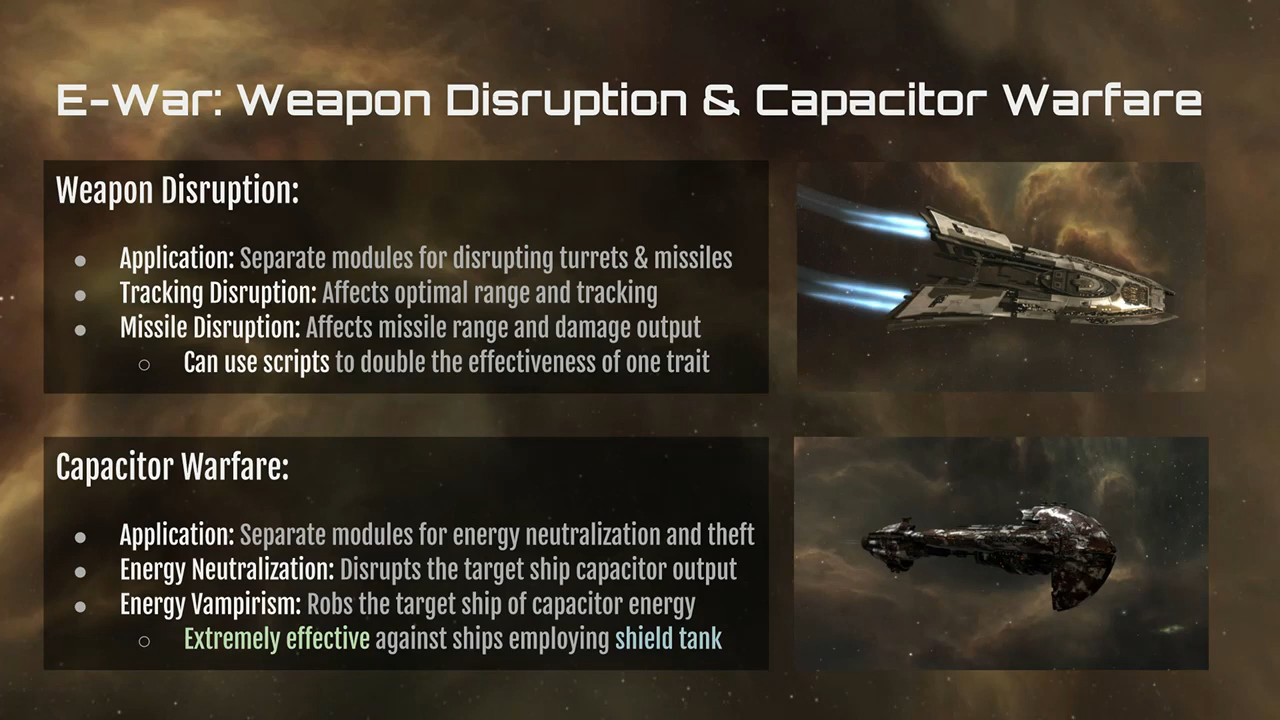 E-War: Weapon Disruption & Capacitor Warfare
Weapon Disruption:
● Application: Separate modules for disrupting turrets & missiles
● Tracking Disruption: Affects optimal range and tracking
● Missile Disruption: Affects missile range and damage output
○ Can use scripts to double the effectiveness of one trait
Capacitor Warfare:
● Application: Separate modules for energy neutralization and theft
● Energy Neutralization: Disrupts the target ship capacitor output
● Energy Vampirism: Robs the target ship of capacitor energy
○ Extremely effective against ships employing shield tank